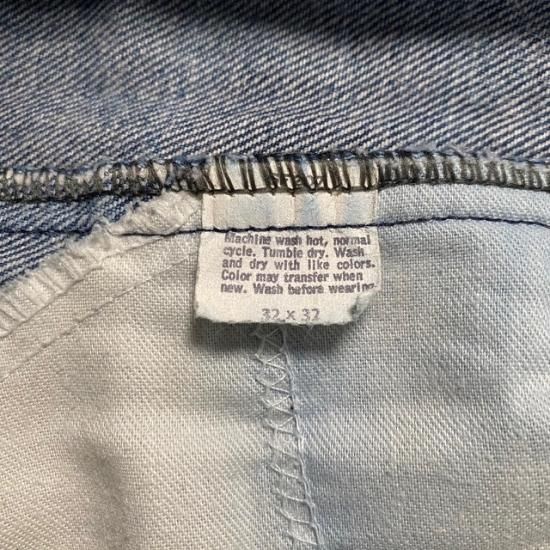 Machine wash hot, normal
cycle. Tumble dry. Wash
and dry with like colors.
Color may transfer when
new. Wash before wearing
32 x 32